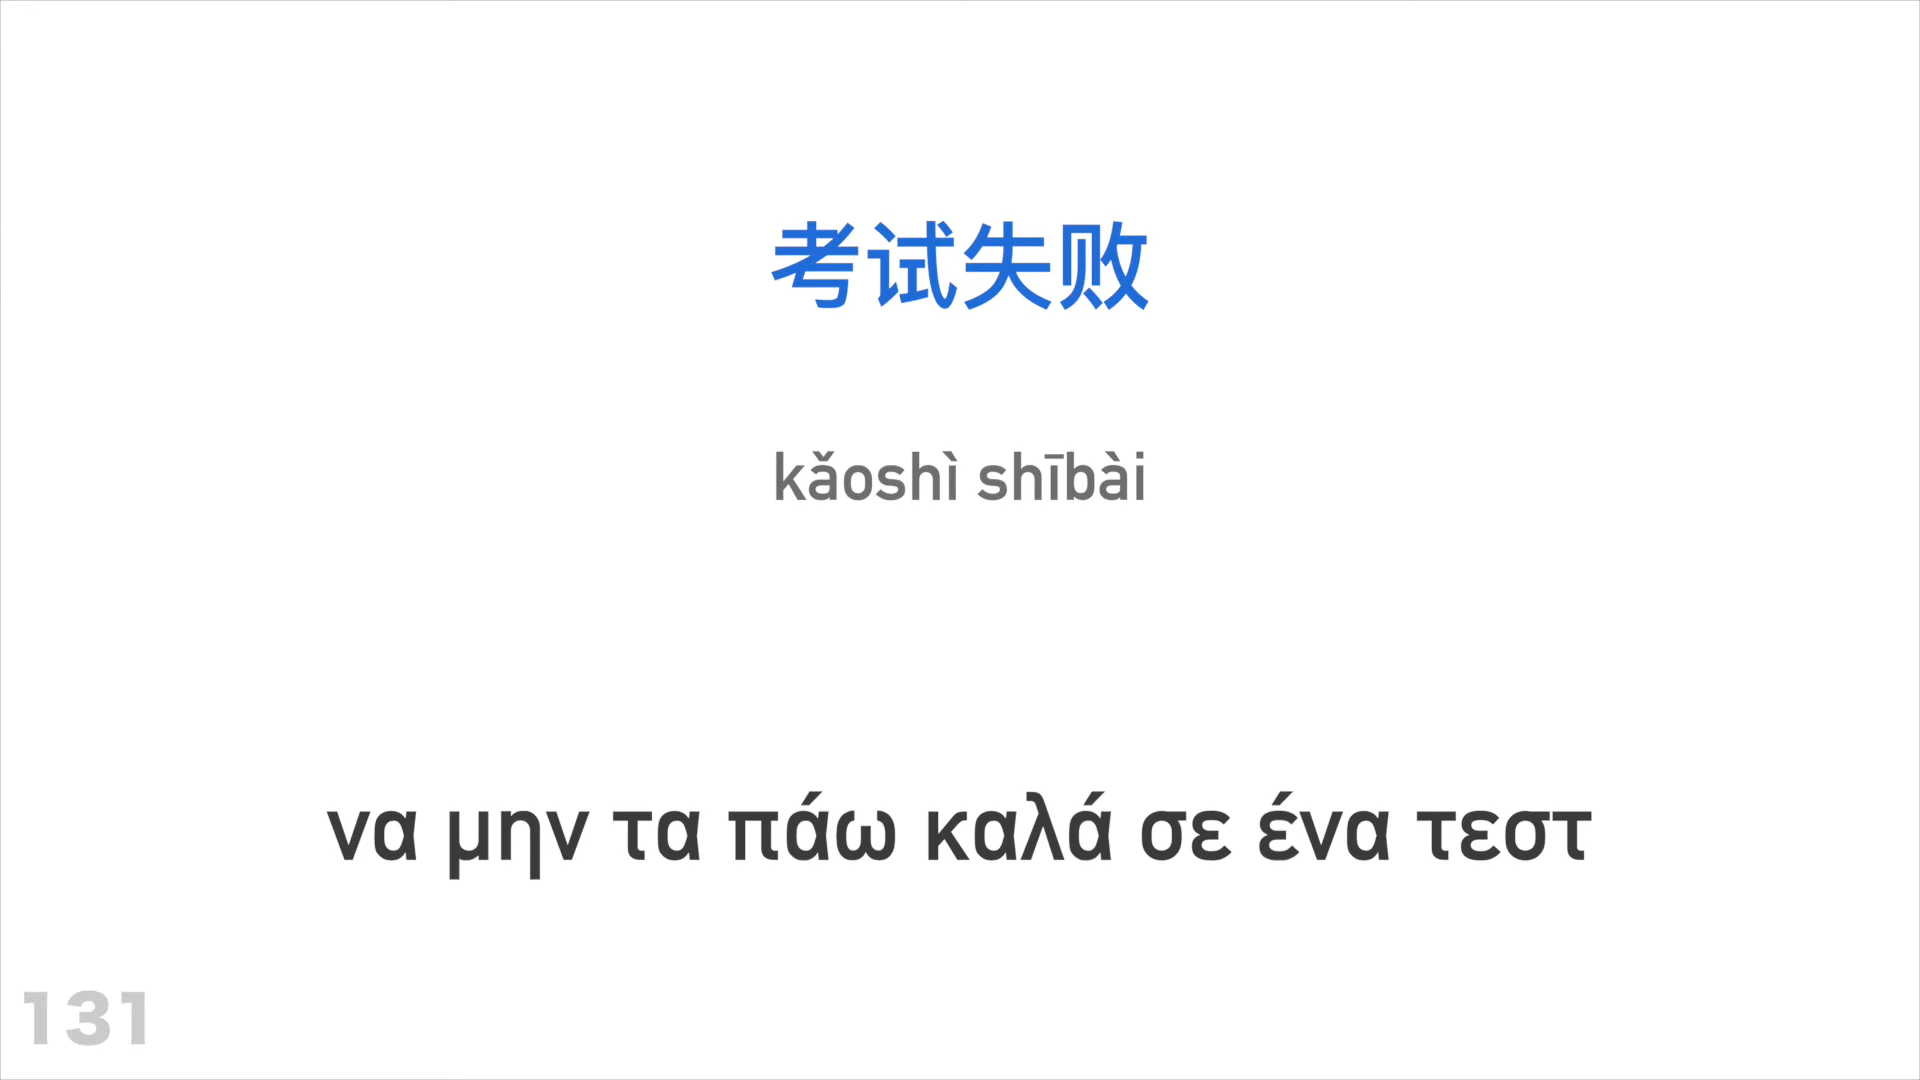 考试失败
kǎoshì shībài
να μην τα πάω καλά σε ένα τεστ
131